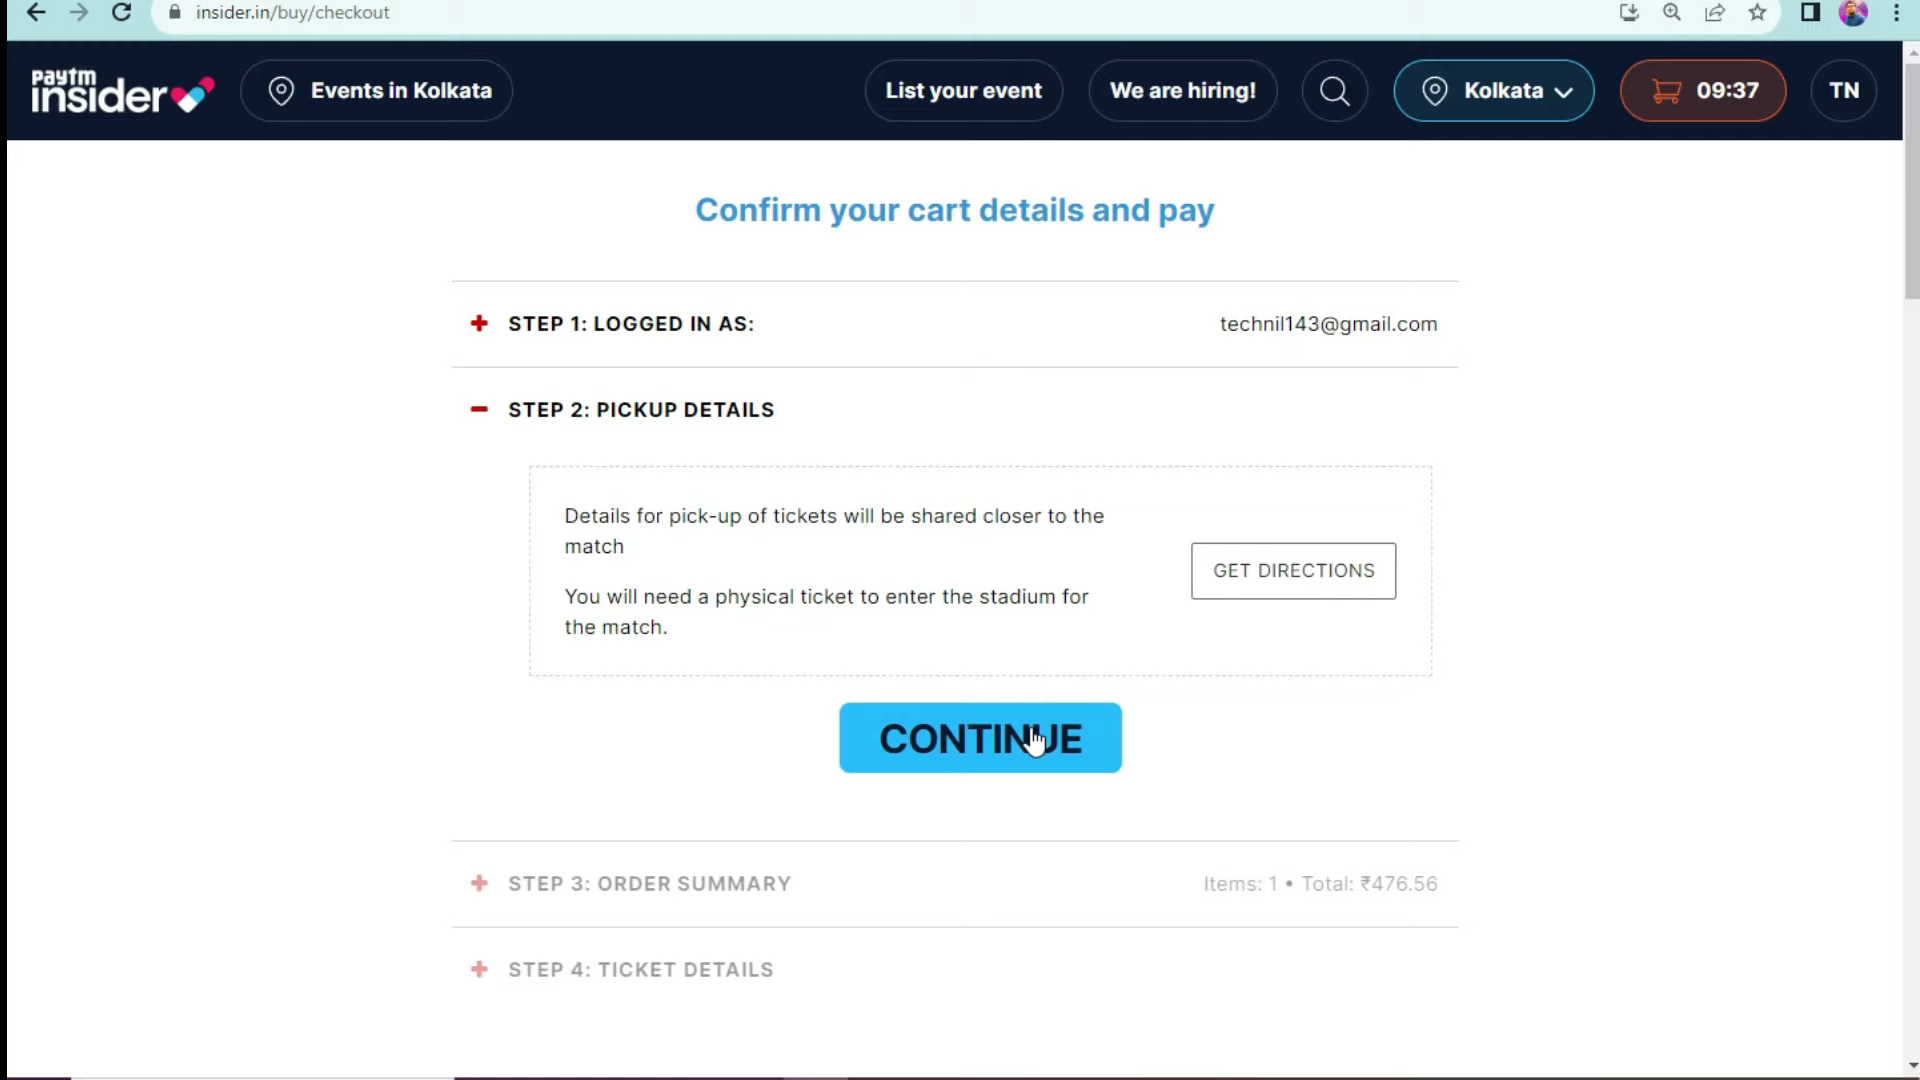 insider.in/buy/checkout
paytm
insider
Events in Kolkata
List your event
We are hiring!
Kolkata
09:37
TN
Confirm your cart details and pay
STEP 1: LOGGED IN AS:
technil143@gmail.com
STEP 2: PICKUP DETAILS
Details for pick-up of tickets will be shared closer to the
match
You will need a physical ticket to enter the stadium for
the match.
GET DIRECTIONS
CONTINUE
STEP 3: ORDER SUMMARY
Items: 1 • Total: ₹476.56
STEP 4: TICKET DETAILS